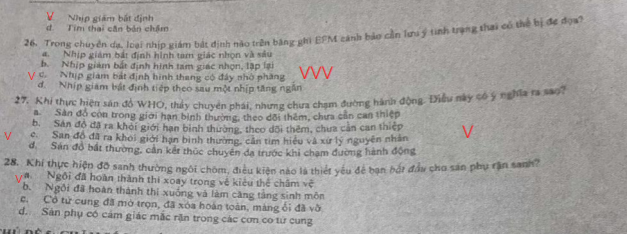 Nhịp giảm bất định
d. Tim thai căn bản chậm
26. Trong chuyển dạ, loại nhịp giảm bất định nào trên băng ghi EFM cảnh báo cần lưu ý tình trạng thai có thể bị đe dọa?
a. Nhịp giảm bất định hình tam giác nhọn và sâu
b. Nhịp giảm bất định hình tam giác nhọn, lặp lại
c. Nhịp giảm bất định hình thang có đáy nhô phẳng
d. Nhịp giảm bất định tiếp theo sau một nhịp tăng ngắn
27. Khi thực hiện sản đồ WHO, thấy chuyển phải, nhưng chưa chạm đường hành động. Điều này có ý nghĩa ra sao?
a. Sản đồ còn trong giới hạn bình thường, theo dõi thêm, chưa cần can thiệp
b. Sản đồ đã ra khỏi giới hạn bình thường, theo dõi thêm, chưa cần can thiệp
c. Sản đồ đã ra khỏi giới hạn bình thường, cần tìm hiểu và xử lý nguyên nhân
d. Sản đồ bất thường, cần kết thúc chuyển dạ trước khi chạm đường hành động
28. Khi thực hiện đỡ sanh thường ngôi chỏm, điều kiện nào là thiết yếu để bạn bắt đầu cho sản phụ rặn sanh?
a. Ngôi đã hoàn thành thì xoay trong về kiểu thế chẩm vệ
b. Ngôi đã hoàn thành thì xuống và làm căng tầng sinh môn
c. Cổ tử cung đã mở trọn, đã xóa hoàn toàn, màng ối đã vỡ
d. Sản phụ có cảm giác mắc rặn trong các cơn co tử cung